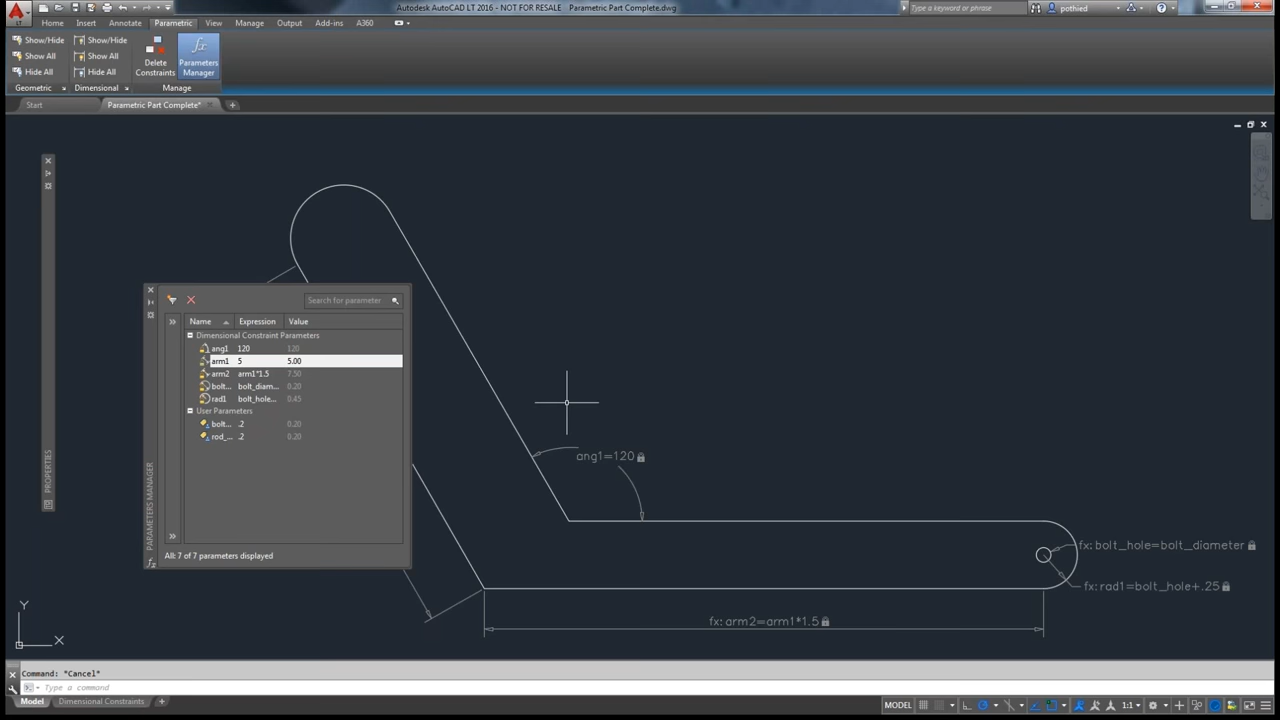 Autodesk AutoCAD LT 2016 - NOT FOR RESALE Parametric Part Complete.dwg
Type a keyword or phrase
pothied
LT
Home Insert Annotate Parametric View Manage Output Add-ins A360
Show/Hide Show/Hide
Show All Show All
Hide All Hide All
Delete Constraints
fx
Parameters Manager
Geometric Dimensional Manage
Start Parametric Part Complete*
PROPERTIES
Search for parameter
Name Expression Value
Dimensional Constraint Parameters
ang1 120 120
arm1 5 5.00
arm2 arm1*1.5 7.50
bolt... bolt_diam... 0.20
rad1 bolt_hole... 0.45
User Parameters
bolt... .2 0.20
rod_... .2 0.20
All: 7 of 7 parameters displayed
PARAMETERS MANAGER
fx
ang1=120
fx: bolt_hole=bolt_diameter
fx: rad1=bolt_hole+.25
fx: arm2=arm1*1.5
Y
X
Command: *Cancel*
Type a command
Model Dimensional Constraints
MODEL 1:1